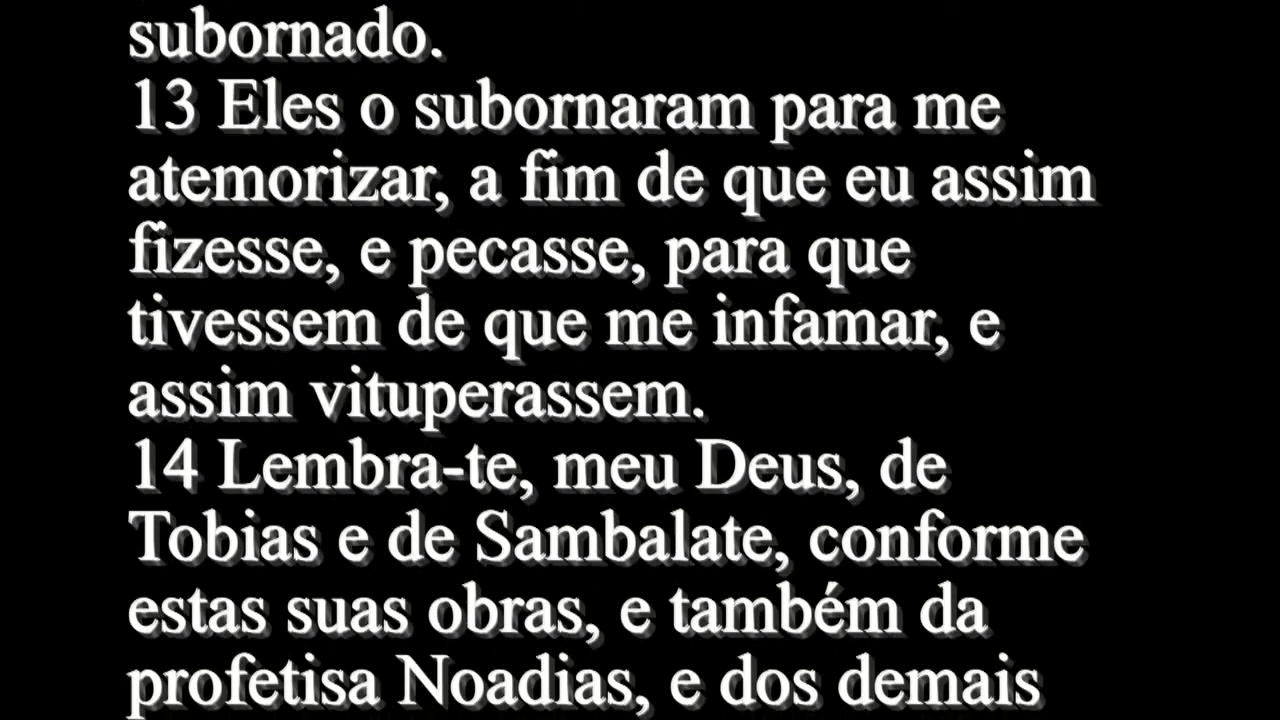 subornado.
13 Eles o subornaram para me
atemorizar, a fim de que eu assim
fizesse, e pecasse, para que
tivessem de que me infamar, e
assim vituperassem.
14 Lembra-te, meu Deus, de
Tobias e de Sambalate, conforme
estas suas obras, e também da
profetisa Noadias, e dos demais